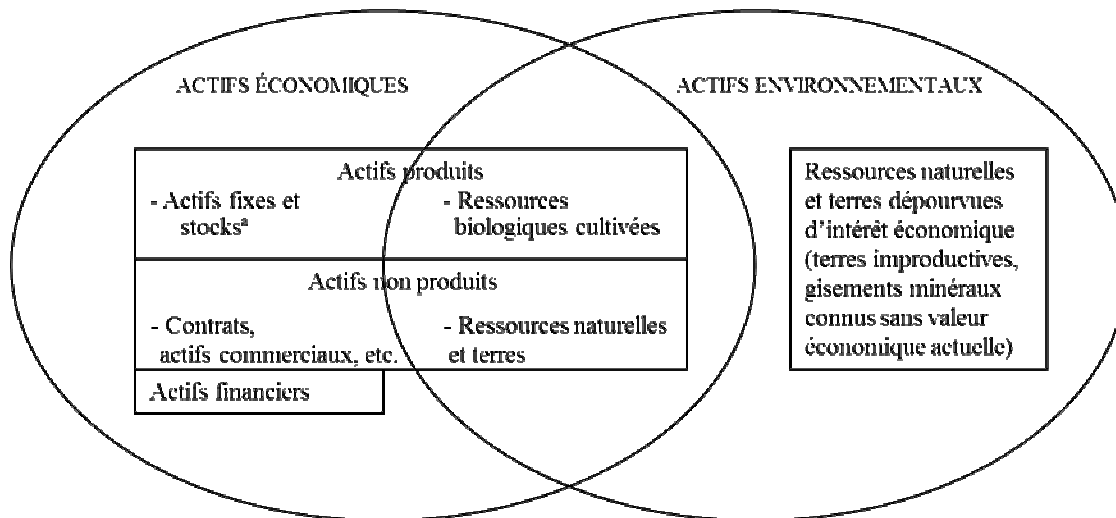 ACTIFS ÉCONOMIQUES
ACTIFS ENVIRONNEMENTAUX
Actifs produits
- Actifs fixes et
stocksª
- Ressources
biologiques cultivées
Actifs non produits
- Contrats,
actifs commerciaux, etc.
- Ressources naturelles
et terres
Actifs financiers
Ressources naturelles
et terres dépourvues
d'intérêt économique
(terres improductives,
gisements minéraux
connus sans valeur
économique actuelle)